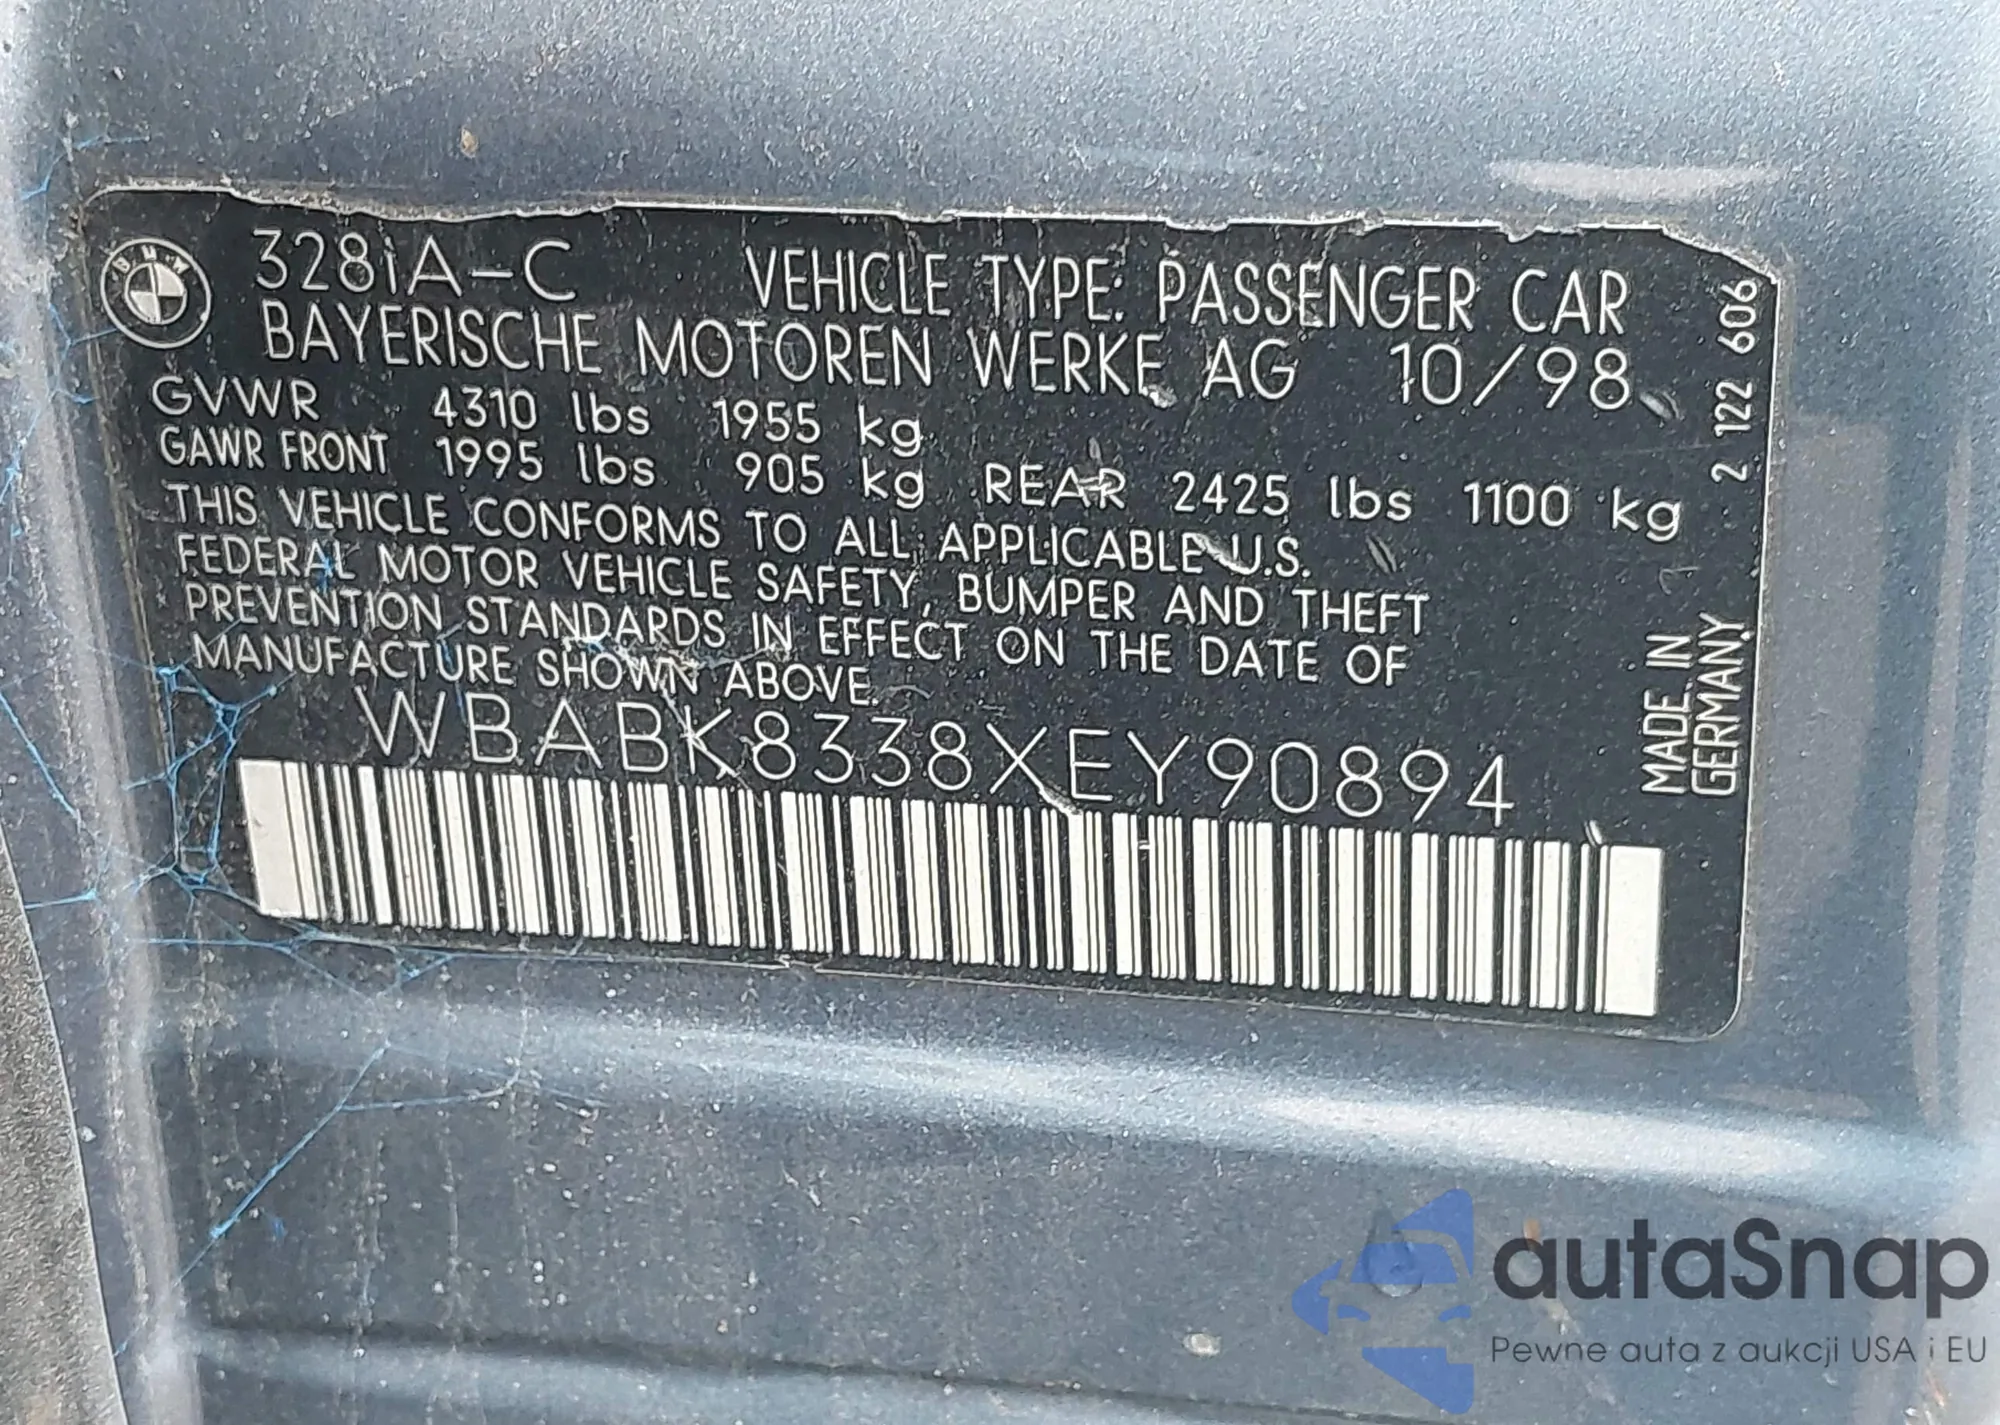 BMW
328iA-C VEHICLE TYPE: PASSENGER CAR
BAYERISCHE MOTOREN WERKE AG 10/98
GVWR 4310 lbs 1955 kg
GAWR FRONT 1995 lbs 905 kg REAR 2425 lbs 1100 kg
THIS VEHICLE CONFORMS TO ALL APPLICABLE U.S.
FEDERAL MOTOR VEHICLE SAFETY, BUMPER AND THEFT
PREVENTION STANDARDS IN EFFECT ON THE DATE OF
MANUFACTURE SHOWN ABOVE.
WBABK8338XEY90894
2 122 606
MADE IN
GERMANY
autaSnap
Pewne auta z aukcji USA i EU